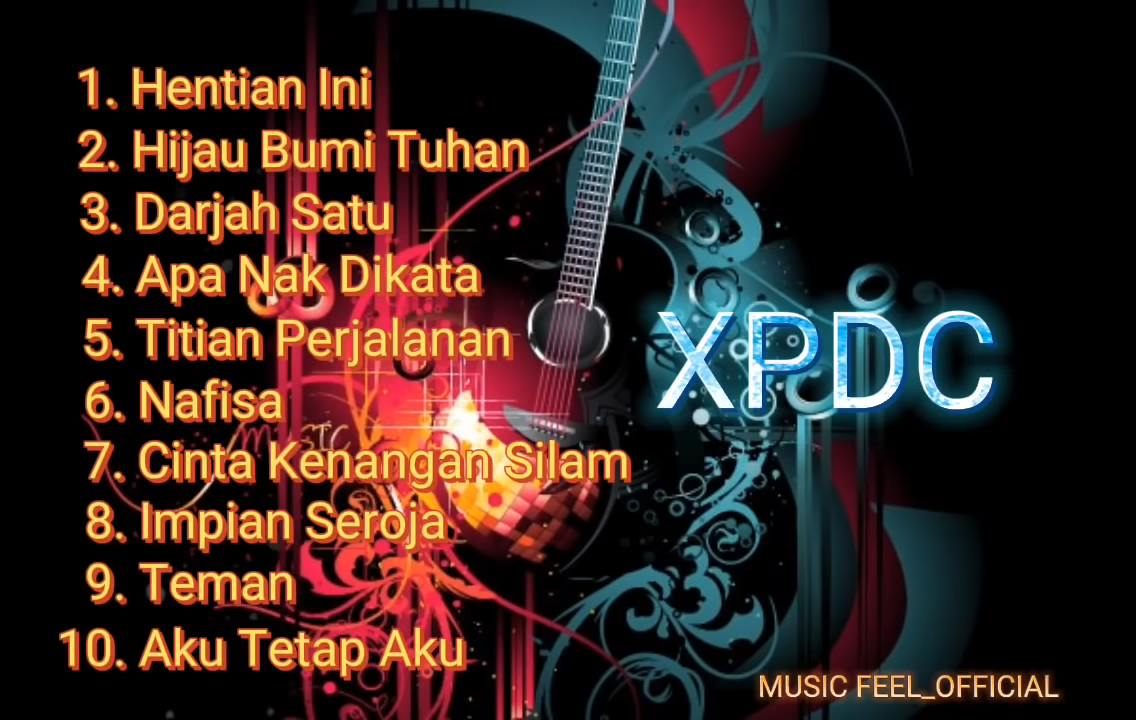 1. Hentian Ini
2. Hijau Bumi Tuhan
3. Darjah Satu
4. Apa Nak Dikata
5. Titian Perjalanan
6. Nafisa
7. Cinta Kenangan Silam
8. Impian Seroja
9. Teman
10. Aku Tetap Aku
XPDC
MUSIC FEEL_OFFICIAL